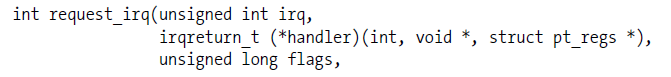 int request_irq(unsigned int irq,
irqreturn_t (*handler)(int, void *, struct pt_regs *),
unsigned long flags,